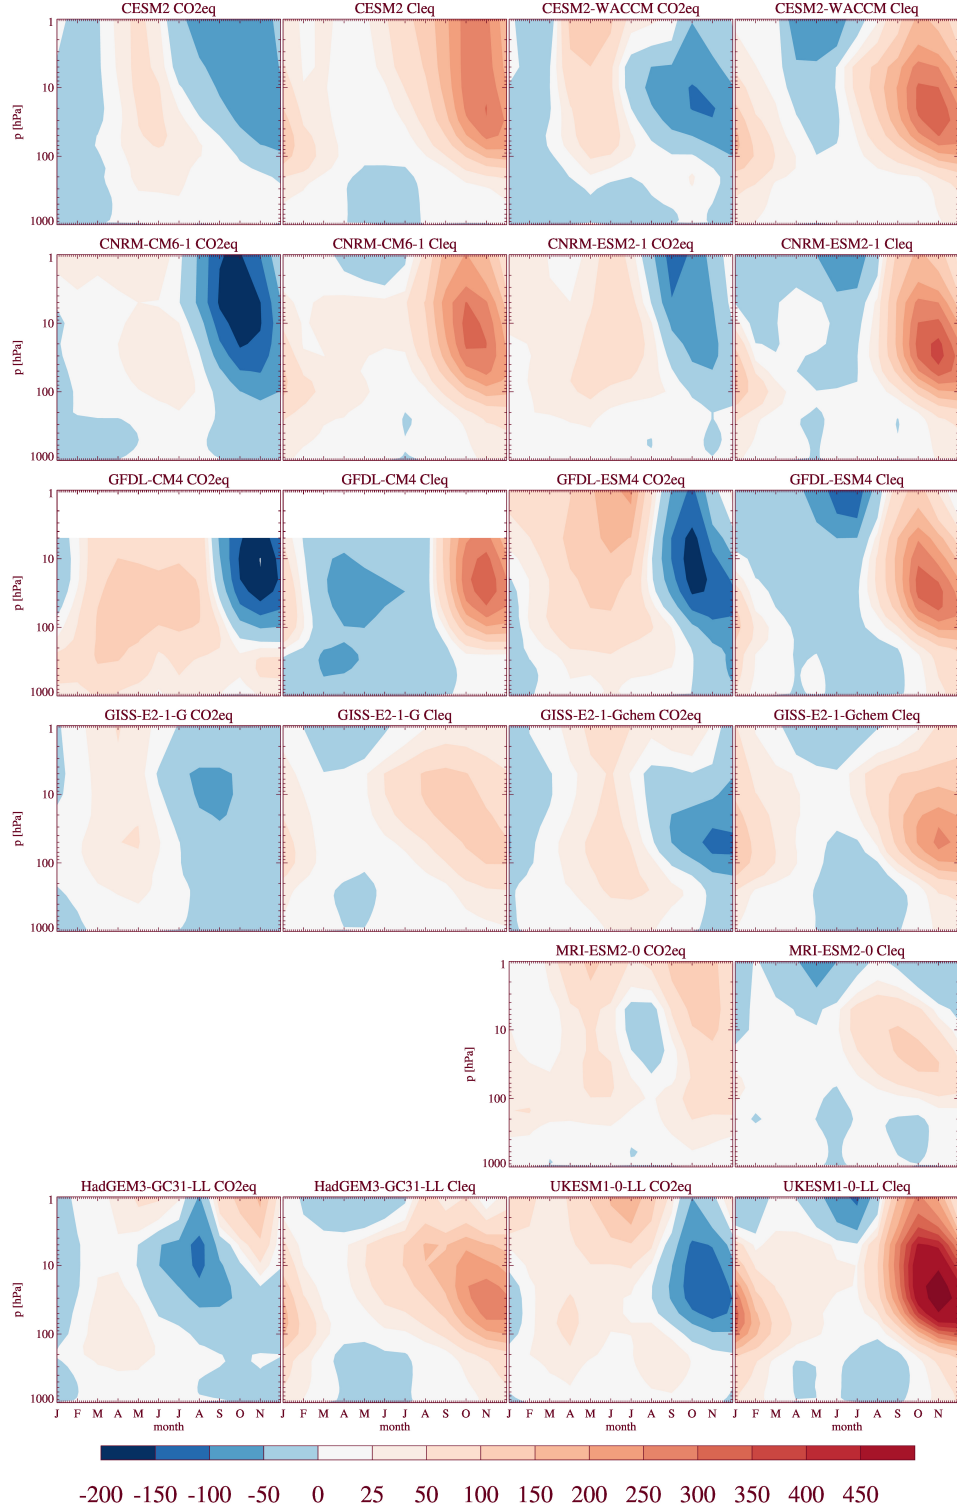 CESM2 CO2eq CESM2 Cleq CESM2-WACCM CO2eq CESM2-WACCM Cleq
1
10
100
1000
p [hPa]
CNRM-CM6-1 CO2eq CNRM-CM6-1 Cleq CNRM-ESM2-1 CO2eq CNRM-ESM2-1 Cleq
1
10
100
1000
p [hPa]
GFDL-CM4 CO2eq GFDL-CM4 Cleq GFDL-ESM4 CO2eq GFDL-ESM4 Cleq
1
10
100
1000
p [hPa]
GISS-E2-1-G CO2eq GISS-E2-1-G Cleq GISS-E2-1-Gchem CO2eq GISS-E2-1-Gchem Cleq
1
10
100
1000
p [hPa]
MRI-ESM2-0 CO2eq MRI-ESM2-0 Cleq
1
10
100
1000
p [hPa]
HadGEM3-GC31-LL CO2eq HadGEM3-GC31-LL Cleq UKESM1-0-LL CO2eq UKESM1-0-LL Cleq
1
10
100
1000
p [hPa]
J F M A M J J A S O N J F M A M J J A S O N J F M A M J J A S O N J F M A M J J A S O N
month month month month
-200 -150 -100 -50 0 25 50 100 150 200 250 300 350 400 450